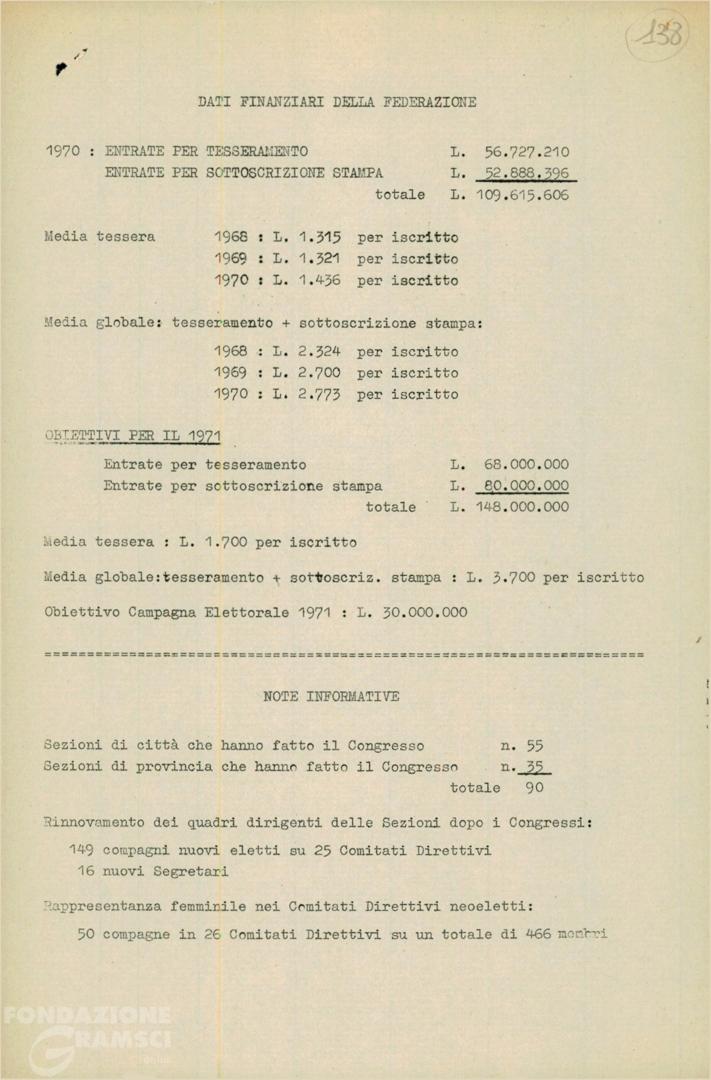 138
DATI FINANZIARI DELLA FEDERAZIONE
1970 : ENTRATE PER TESSERAMENTO L. 56.727.210
ENTRATE PER SOTTOSCRIZIONE STAMPA L. 52.888.396
totale L. 109.615.606
Media tessera 1968 : L. 1.315 per iscritto
1969 : L. 1.321 per iscritto
1970 : L. 1.436 per iscritto
Media globale: tesseramento + sottoscrizione stampa:
1968 : L. 2.324 per iscritto
1969 : L. 2.700 per iscritto
1970 : L. 2.773 per iscritto
OBIETTIVI PER IL 1971
Entrate per tesseramento L. 68.000.000
Entrate per sottoscrizione stampa L. 80.000.000
totale L. 148.000.000
Media tessera : L. 1.700 per iscritto
Media globale:tesseramento + sottoscriz. stampa : L. 3.700 per iscritto
Obiettivo Campagna Elettorale 1971 : L. 30.000.000
======================================================================
NOTE INFORMATIVE
Sezioni di città che hanno fatto il Congresso n. 55
Sezioni di provincia che hanno fatto il Congresso n. 35
totale 90
Rinnovamento dei quadri dirigenti delle Sezioni dopo i Congressi:
149 compagni nuovi eletti su 25 Comitati Direttivi
16 nuovi Segretari
Rappresentanza femminile nei Comitati Direttivi neoeletti:
50 compagne in 26 Comitati Direttivi su un totale di 466 membri
FONDAZIONE
GRAMSCI